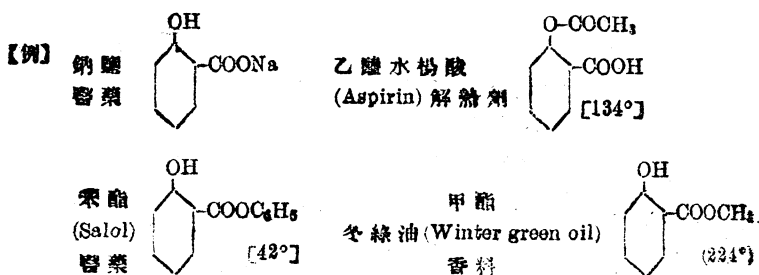 【例】 鈉鹽 OH COONa 乙醯水楊酸 O-COCH₃ COOH
醫藥 (Aspirin) 解熱劑 [134°]
苯酯 OH COOC₆H₅ 甲酯 OH COOCH₃
(Salol) 冬綠油 (Winter green oil)
醫藥 [42°] 香料 (224°)